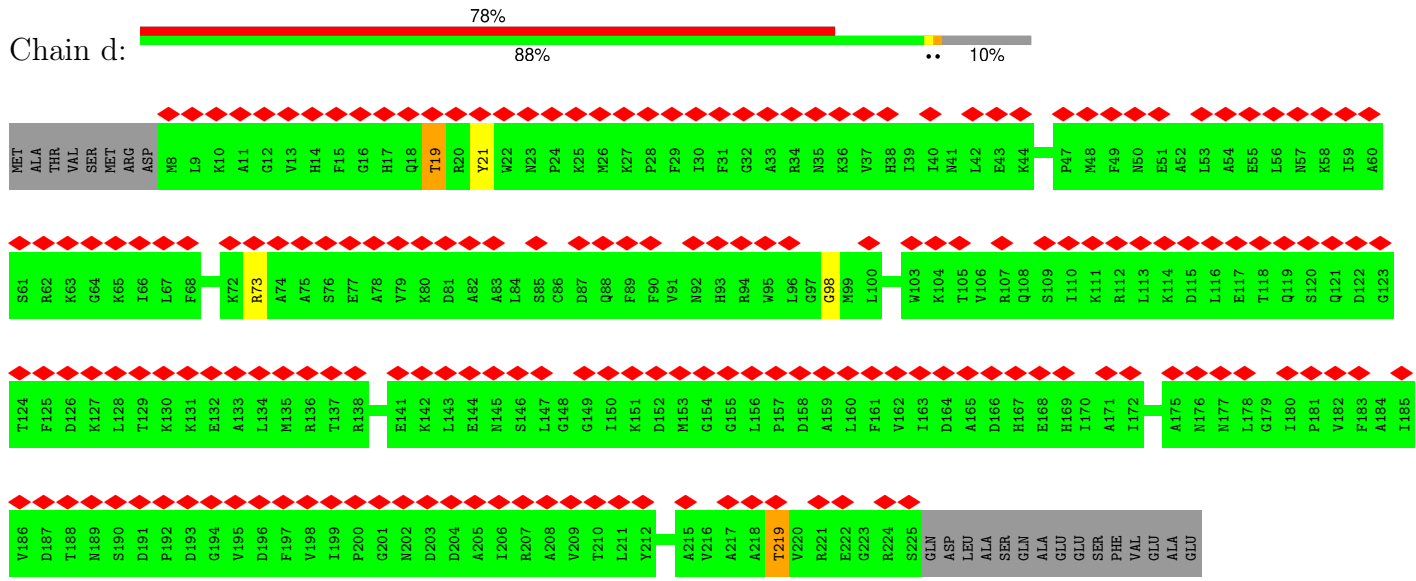 78%
Chain d:
88% •• 10%
MET ALA THR VAL SER MET ARG ASP M8 L9 K10 A11 G12 V13 H14 F15 G16 H17 Q18 T19 R20 Y21 W22 N23 P24 K25 M26 K27 P28 F29 I30 F31 G32 A33 R34 N35 K36 V37 H38 I39 I40 N41 L42 E43 K44 P47 M48 F49 N50 E51 A52 L53 A54 E55 L56 N57 K58 I59 A60
S61 R62 K63 G64 K65 I66 L67 F68 K72 R73 A74 A75 S76 E77 A78 V79 K80 D81 A82 A83 L84 S85 C86 D87 Q88 F89 F90 V91 N92 H93 R94 W95 L96 G97 G98 M99 L100 W103 K104 T105 V106 R107 Q108 S109 I110 K111 R112 L113 K114 D115 L116 E117 T118 Q119 S120 Q121 D122 G123
T124 F125 D126 K127 L128 T129 K130 K131 E132 A133 L134 M135 R136 T137 R138 E141 K142 L143 E144 N145 S146 L147 G148 G149 I150 K151 D152 M153 G154 G155 L156 P157 D158 A159 L160 F161 V162 I163 D164 A165 D166 H167 E168 H169 I170 A171 I172 A175 N176 N177 L178 G179 I180 P181 V182 F183 A184 I185
V186 D187 T188 N189 S190 D191 P192 D193 G194 V195 D196 F197 V198 I199 P200 G201 N202 D203 D204 A205 I206 R207 A208 V209 T210 L211 Y212 A215 V216 A217 A218 T219 V220 R221 E222 G223 R224 S225 GLN ASP LEU ALA SER GLN ALA GLU GLU SER PHE VAL GLU ALA GLU